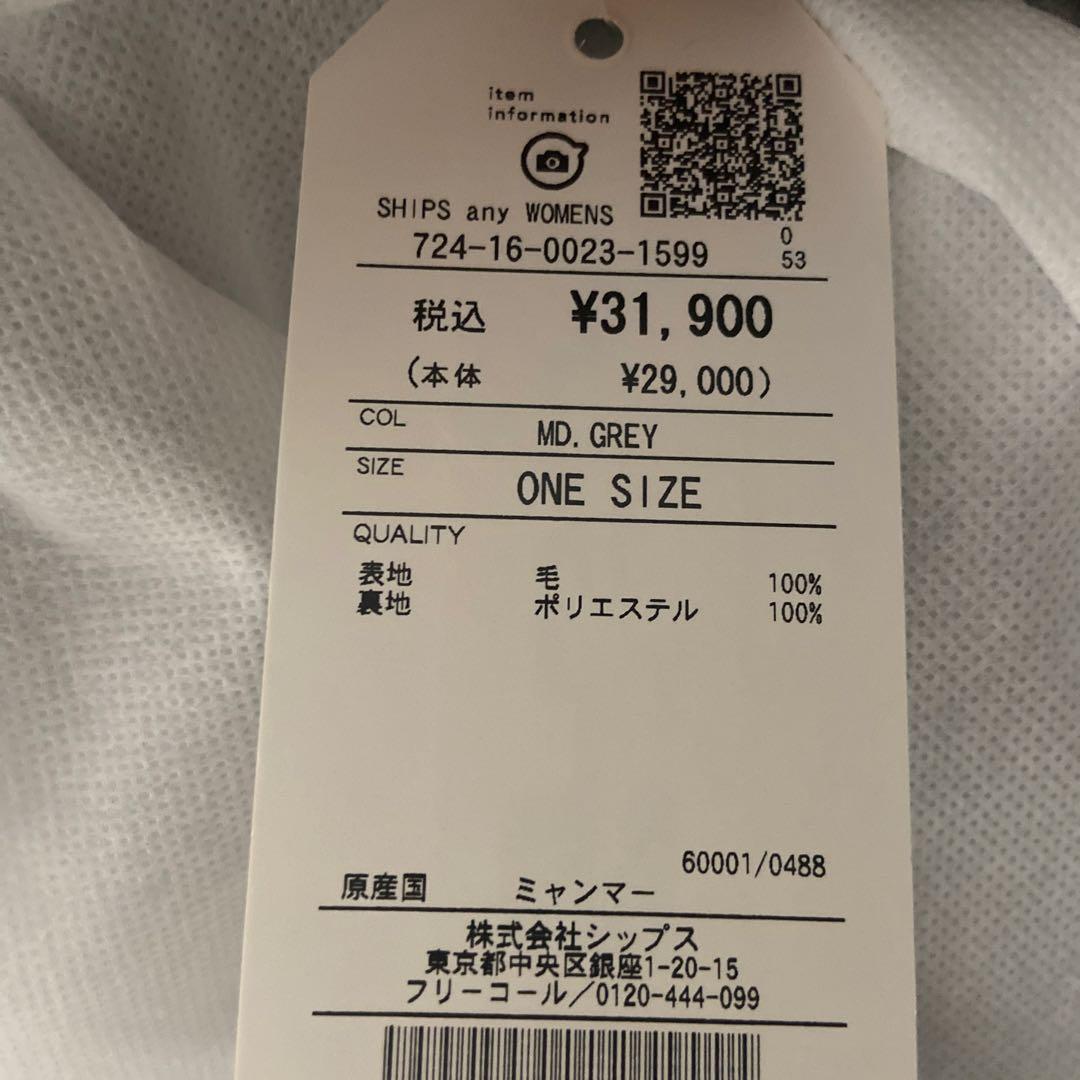 item
information
SHIPS any WOMENS
724-16-0023-1599
0
53
税込 ¥31,900
(本体 ¥29,000)
COL MD.GREY
SIZE ONE SIZE
QUALITY
表地 毛 100%
裏地 ポリエステル 100%
60001/0488
原産国 ミャンマー
株式会社シップス
東京都中央区銀座1-20-15
フリーコール/0120-444-099